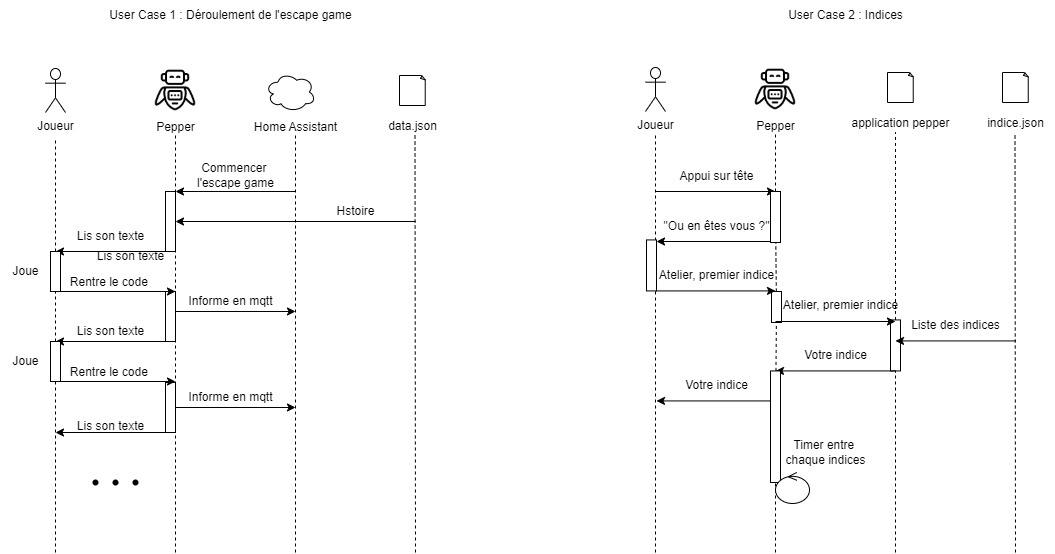 User Case 1 : Déroulement de l'escape game
Joueur
Pepper
Home Assistant
data.json
Commencer
l'escape game
Hstoire
Lis son texte
Lis son texte
Joue
Rentre le code
Informe en mqtt
Lis son texte
Joue
Rentre le code
Informe en mqtt
Lis son texte
User Case 2 : Indices
Joueur
Pepper
application pepper
indice.json
Appui sur tête
"Ou en êtes vous ?"
Atelier, premier indice
Atelier, premier indice
Liste des indices
Votre indice
Votre indice
Timer entre
chaque indices